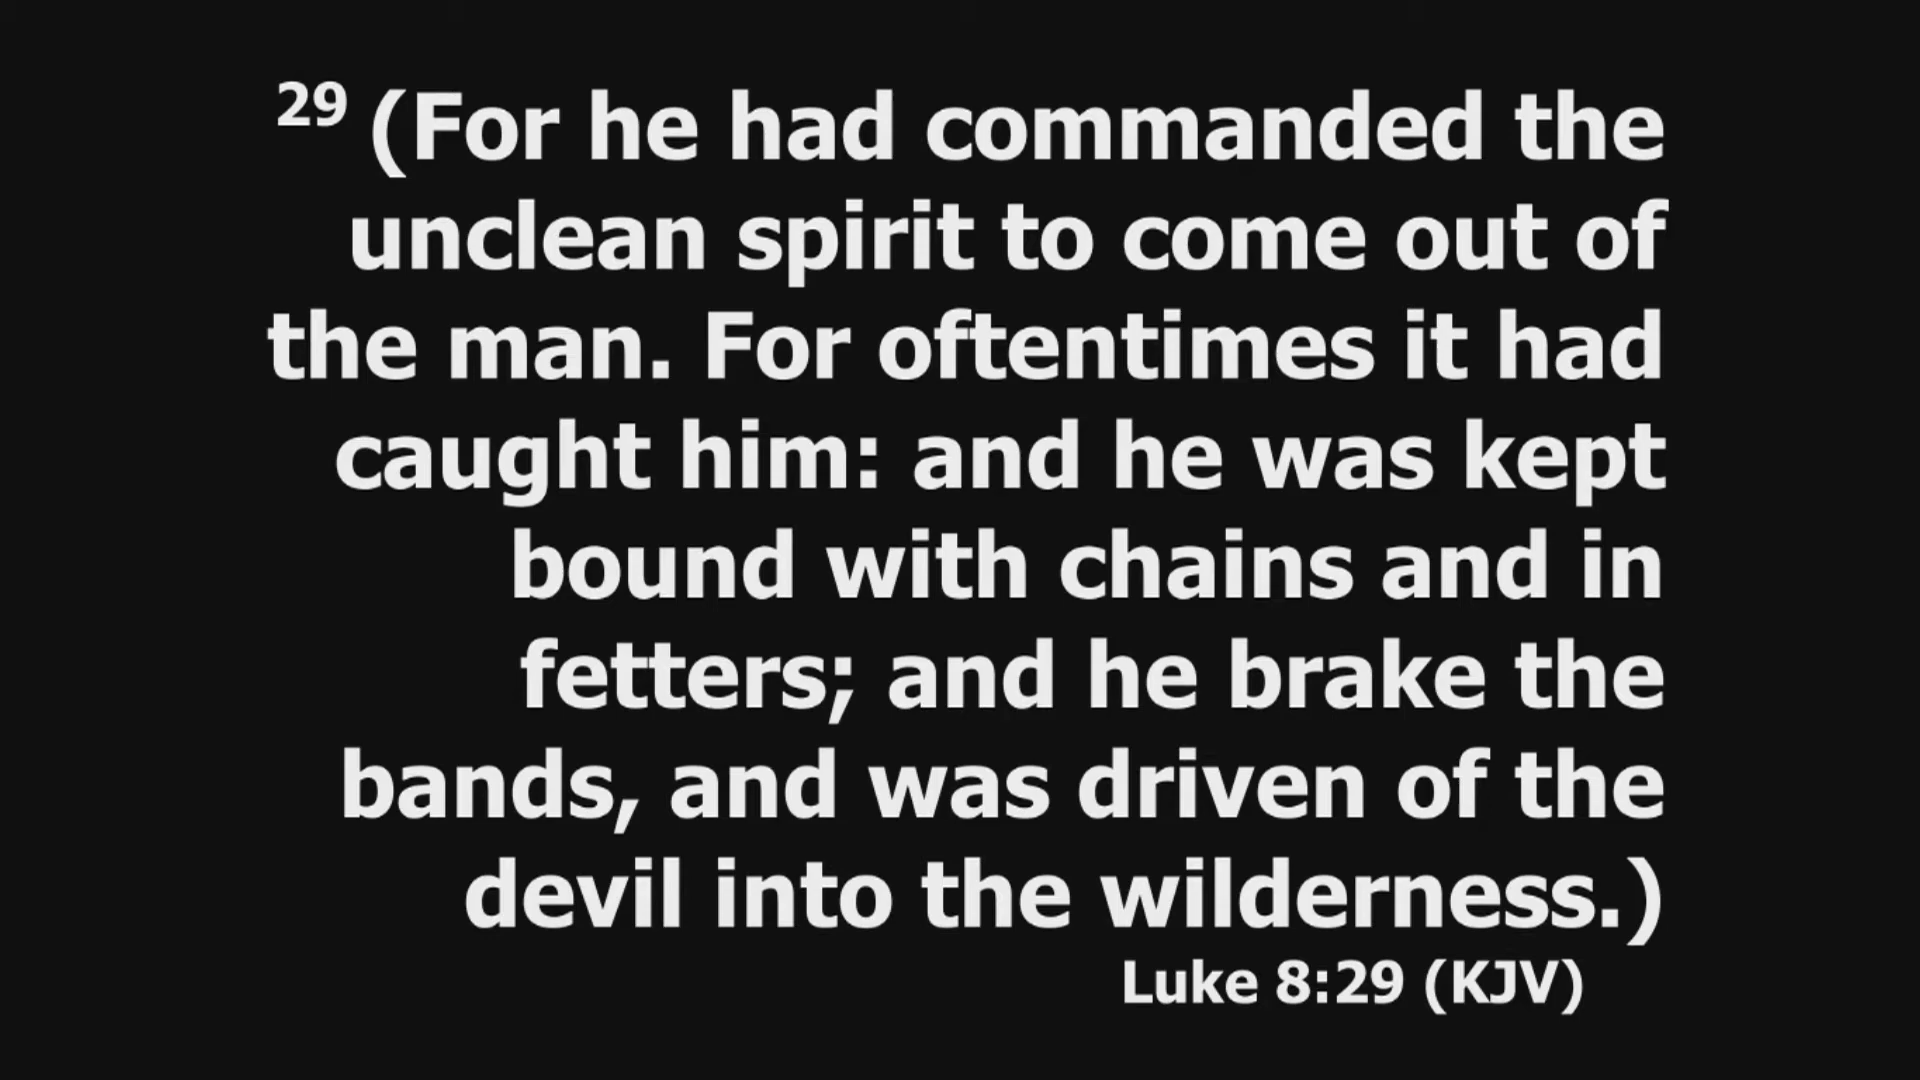 29 (For he had commanded the
unclean spirit to come out of
the man. For oftentimes it had
caught him: and he was kept
bound with chains and in
fetters; and he brake the
bands, and was driven of the
devil into the wilderness.)
Luke 8:29 (KJV)